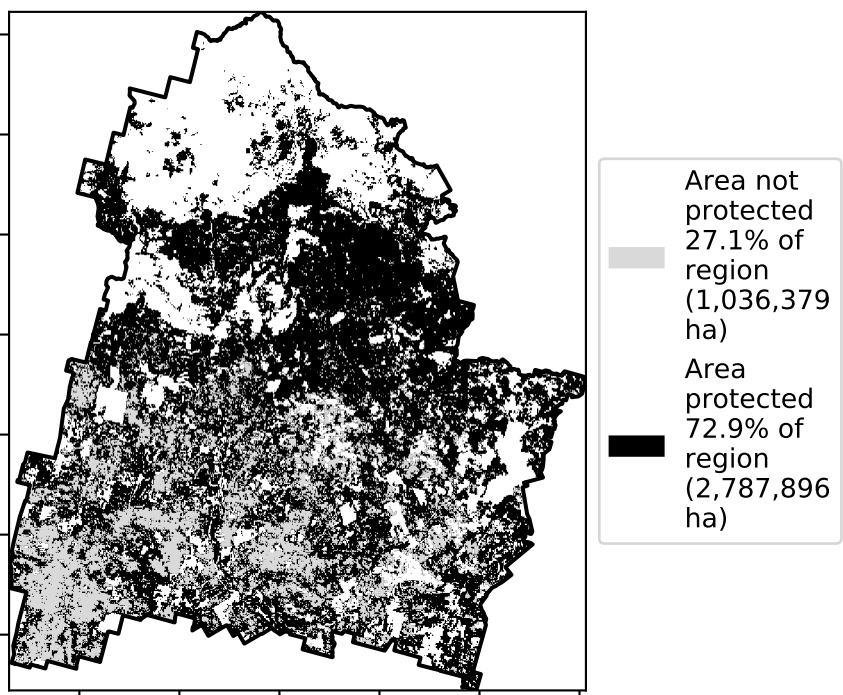 Area not
protected
27.1% of
region
(1,036,379
ha)
Area
protected
72.9% of
region
(2,787,896
ha)